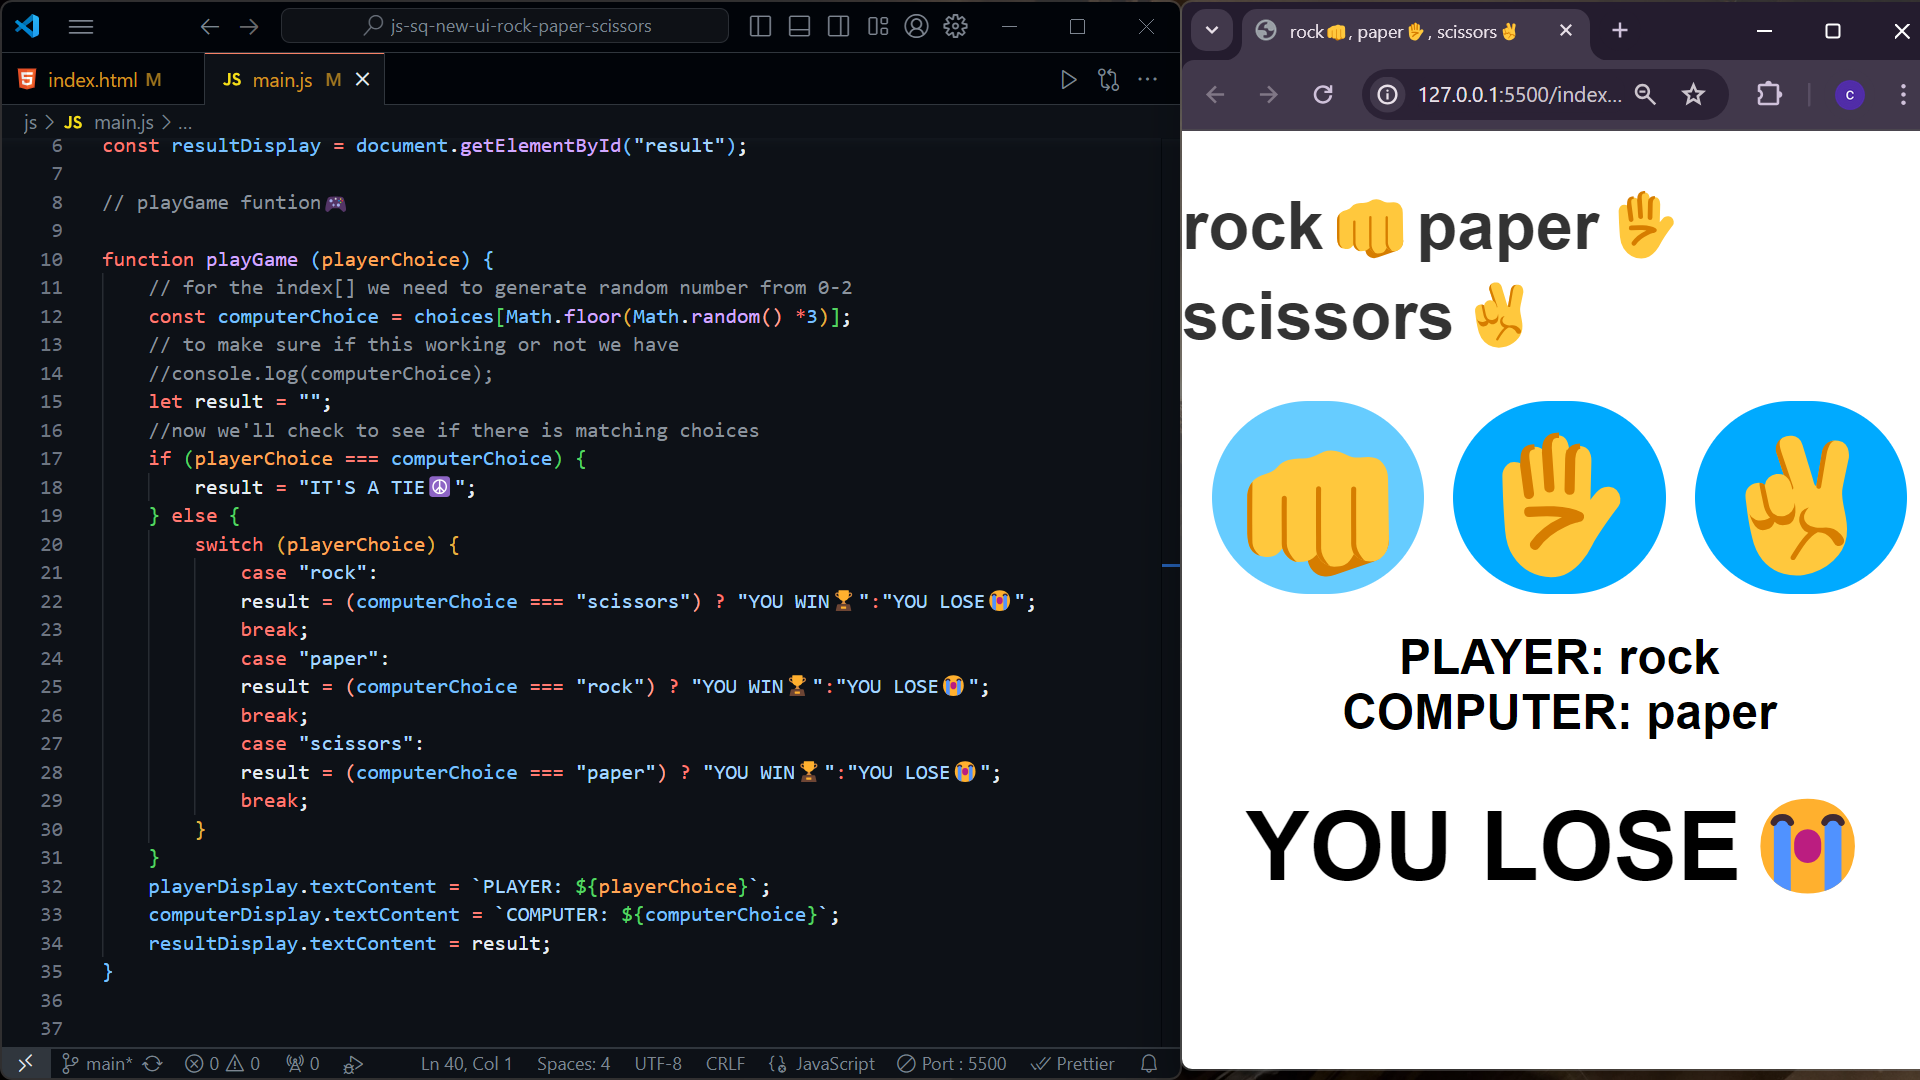 js-sq-new-ui-rock-paper-scissors
index.html M
JS main.js M
js > JS main.js > ...
6 const resultDisplay = document.getElementById("result");
7
8 // playGame funtion🎮
9
10 function playGame (playerChoice) {
11 // for the index[] we need to generate random number from 0-2
12 const computerChoice = choices[Math.floor(Math.random() *3)];
13 // to make sure if this working or not we have
14 //console.log(computerChoice);
15 let result = "";
16 //now we'll check to see if there is matching choices
17 if (playerChoice === computerChoice) {
18 result = "IT'S A TIE☮️";
19 } else {
20 switch (playerChoice) {
21 case "rock":
22 result = (computerChoice === "scissors") ? "YOU WIN🏆":"YOU LOSE😭";
23 break;
24 case "paper":
25 result = (computerChoice === "rock") ? "YOU WIN🏆":"YOU LOSE😭";
26 break;
27 case "scissors":
28 result = (computerChoice === "paper") ? "YOU WIN🏆":"YOU LOSE😭";
29 break;
30 }
31 }
32 playerDisplay.textContent = `PLAYER: ${playerChoice}`;
33 computerDisplay.textContent = `COMPUTER: ${computerChoice}`;
34 resultDisplay.textContent = result;
35 }
36
37
main* 0 0 0 Ln 40, Col 1 Spaces: 4 UTF-8 CRLF JavaScript Port : 5500 Prettier
rock👊, paper✋, scissors✌️
127.0.0.1:5500/index...
c
rock👊paper✋
scissors✌️
PLAYER: rock
COMPUTER: paper
YOU LOSE😭